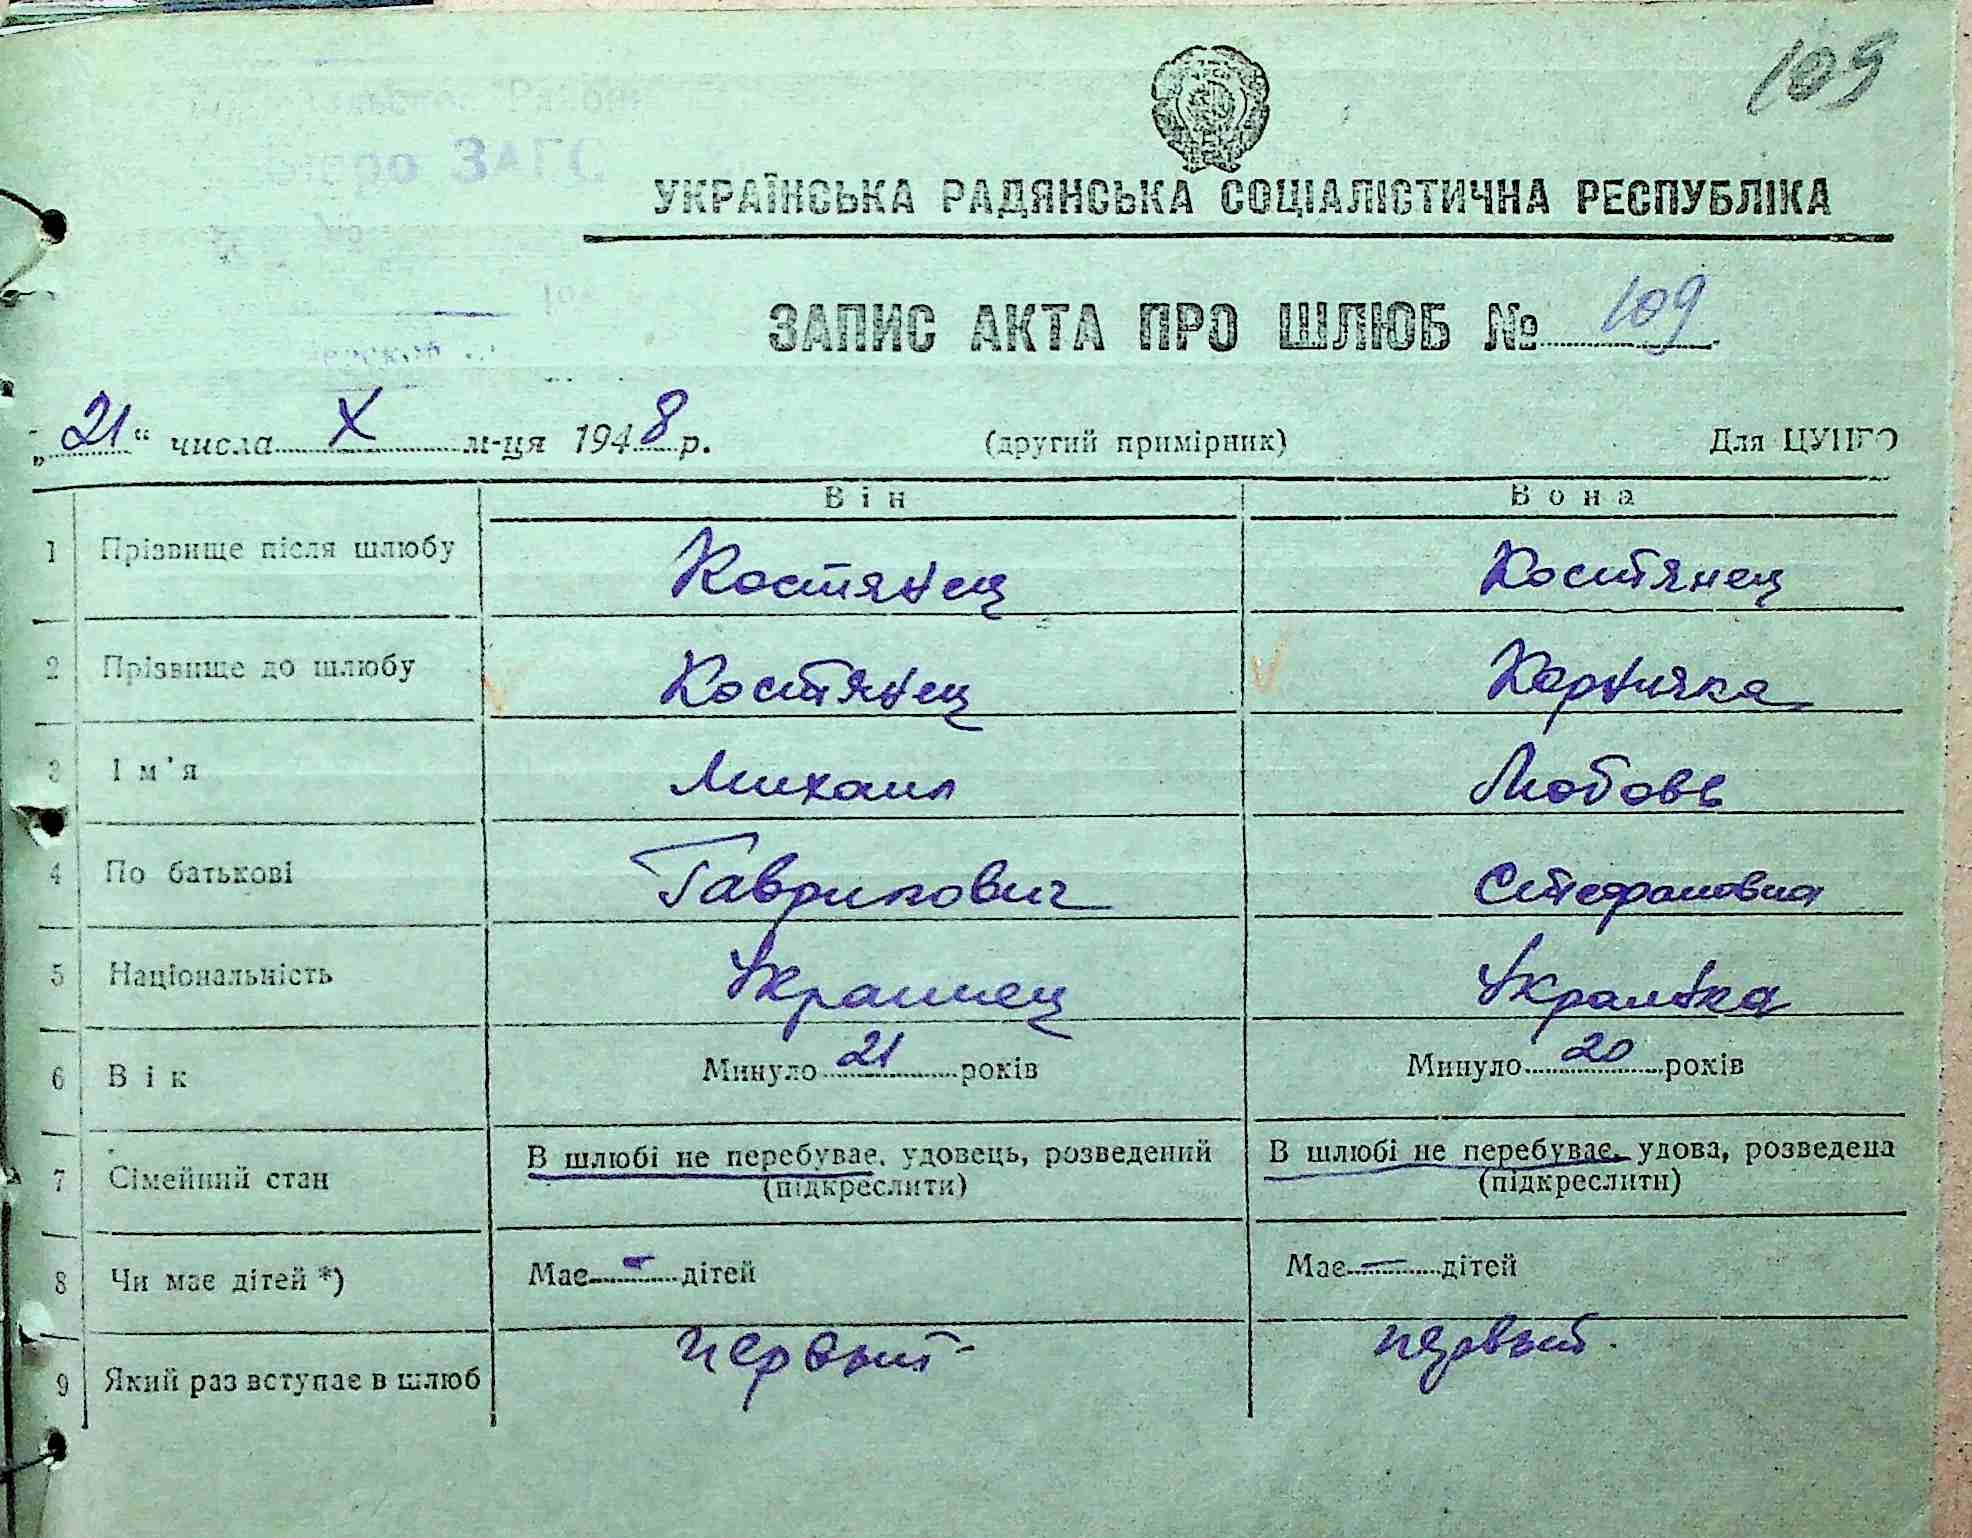 109
бюро ЗАГС
УКРАЇНСЬКА РАДЯНСЬКА СОЦІАЛІСТИЧНА РЕСПУБЛІКА
ЗАПИС АКТА ПРО ШЛЮБ № 109
„21“ числа X м-ця 1948 р. (другий примірник) Для ЦУНГО
Він Вона
1 Прізвище після шлюбу Костянец Костянец
2 Прізвище до шлюбу Костянец
3 Ім'я Михаил Любовь
4 По батькові Гаврилович Стефановна
5 Національність Украинец Украинка
6 Вік Минуло 21 років Минуло 20 років
7 Сімейний стан В шлюбі не перебуває, удовець, розведений В шлюбі не перебуває, удова, розведена
(підкреслити) (підкреслити)
8 Чи має дітей *) Має - дітей Має — дітей
9 Який раз вступає в шлюб первый первый